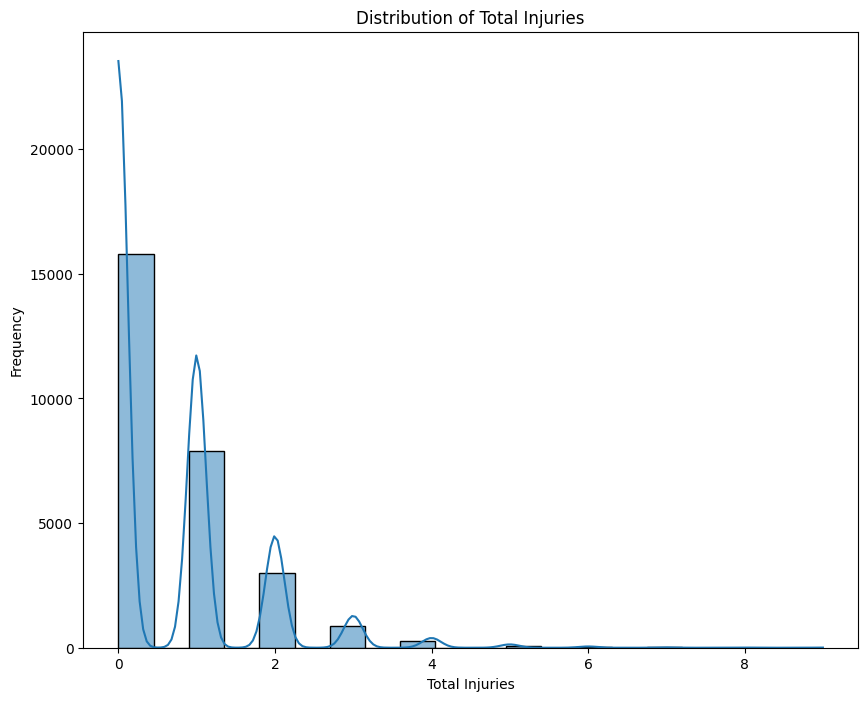 Distribution of Total Injuries
Frequency
20000
15000
10000
5000
0
0 2 4 6 8
Total Injuries